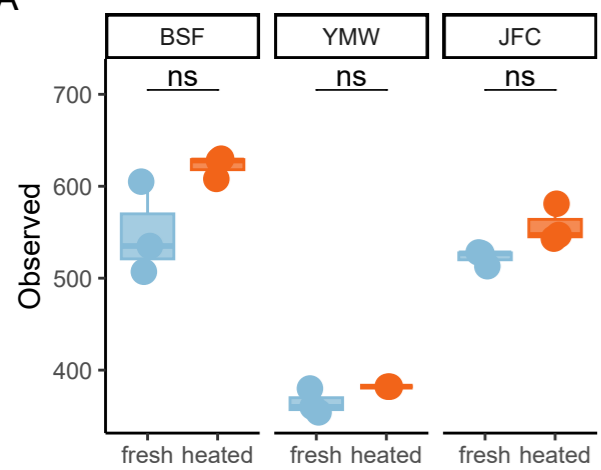 A
BSF YMW JFC
ns ns ns
700
600
500
400
Observed
fresh heated fresh heated fresh heated